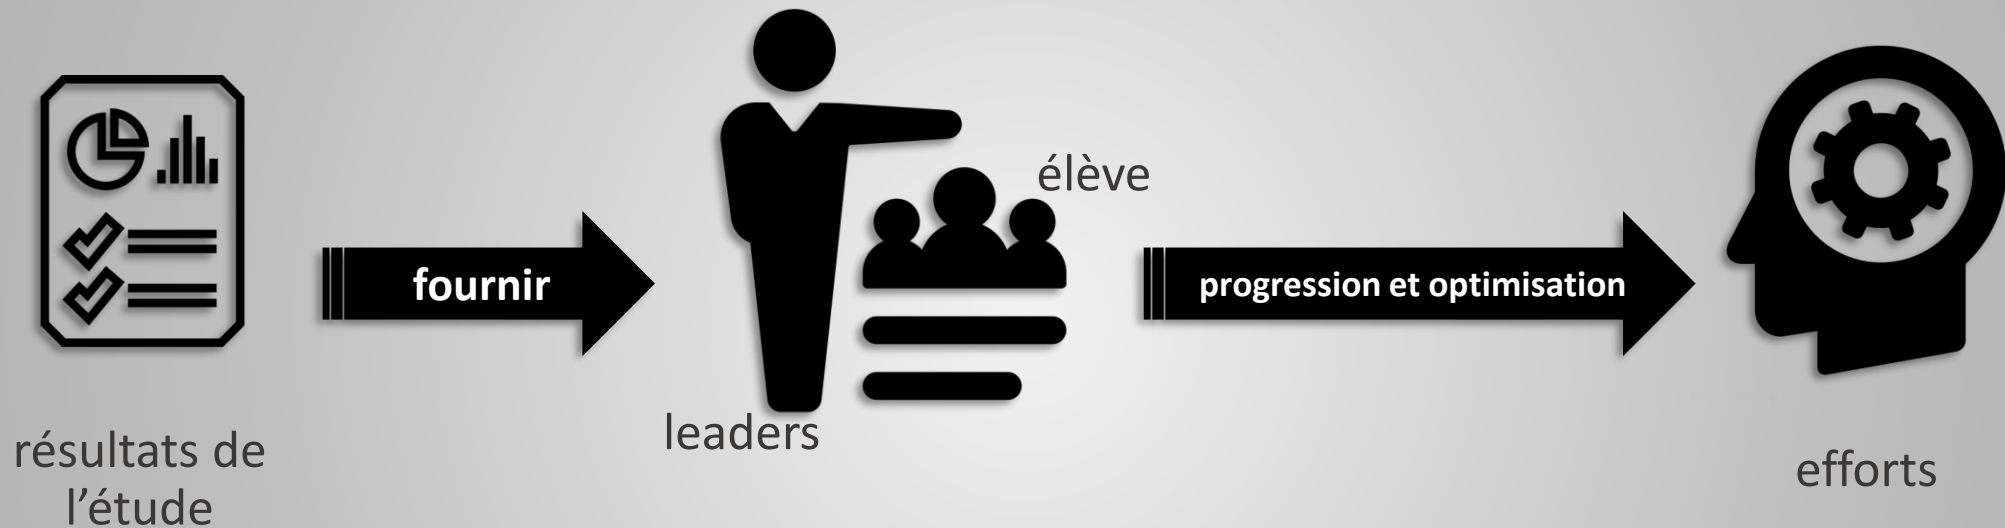 élève
fournir
progression et optimisation
leaders
résultats de
l’étude
efforts